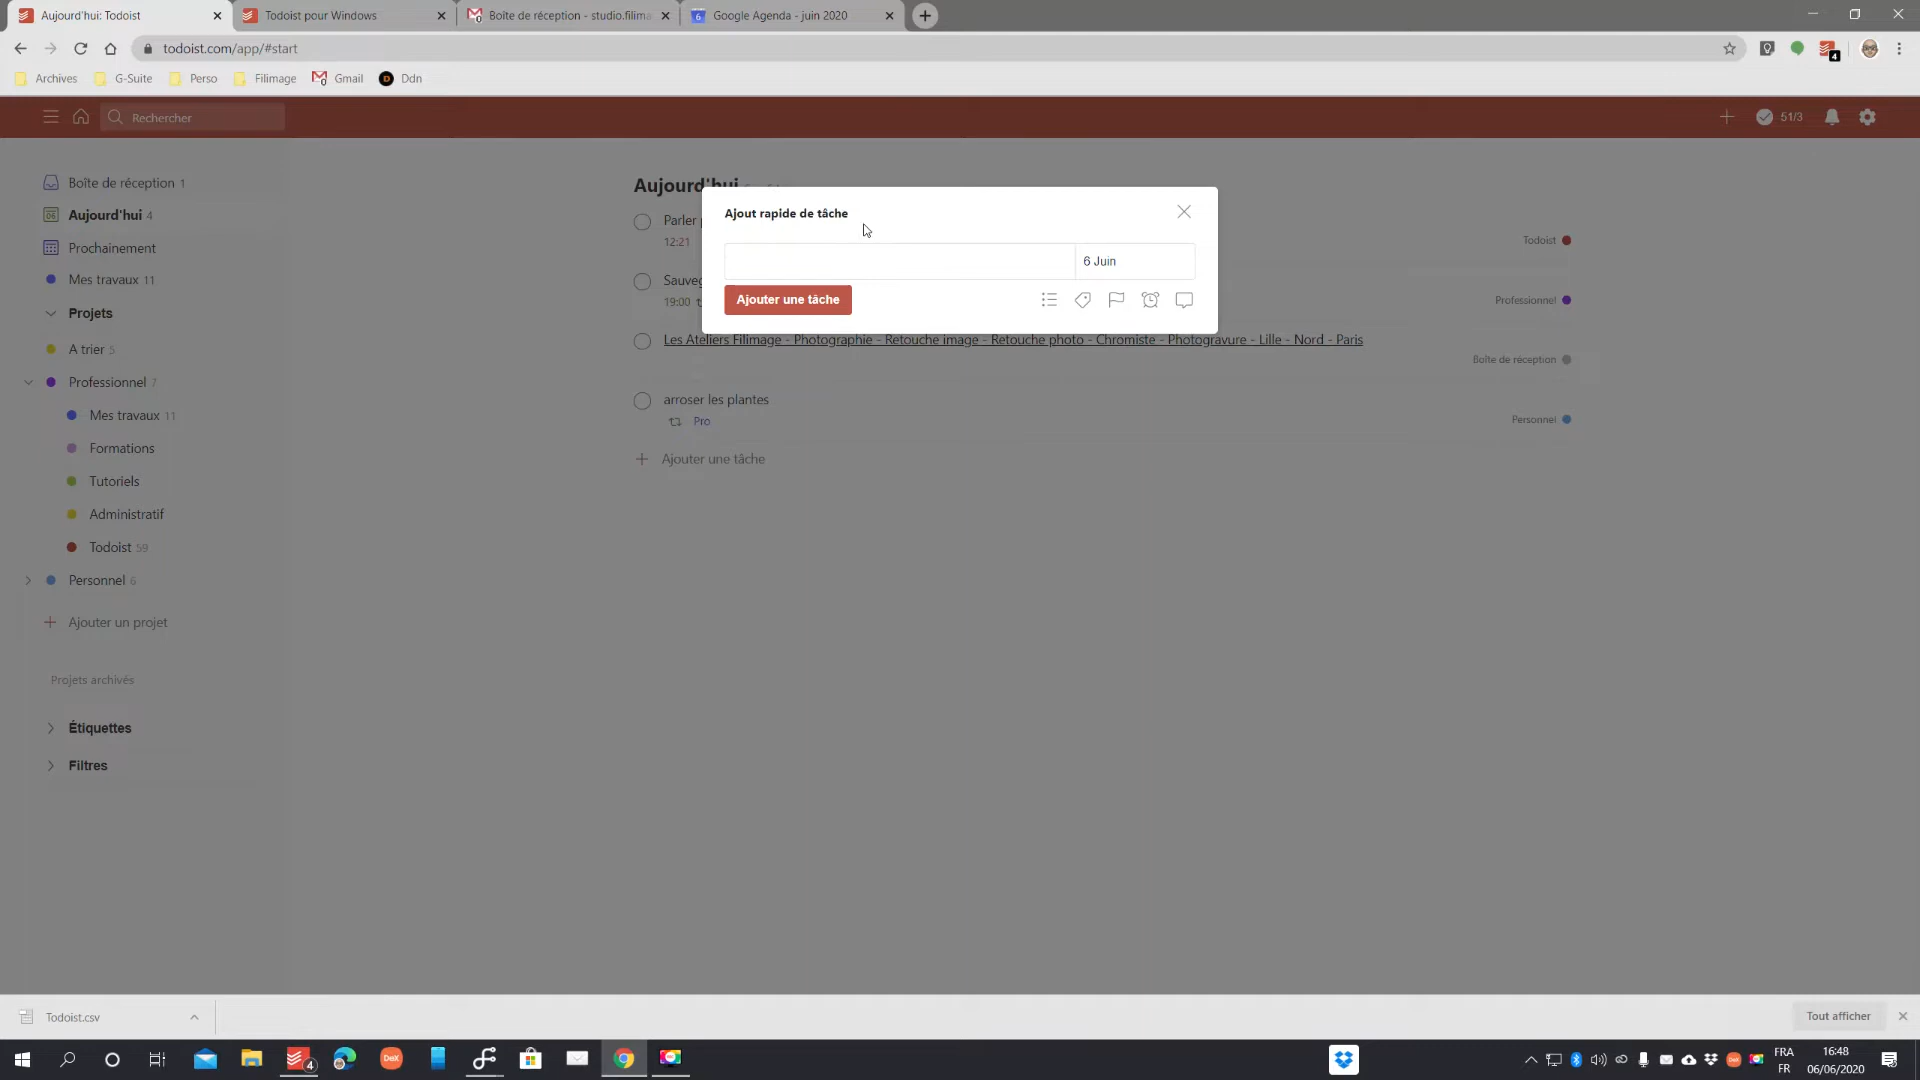 Aujourd'hui: Todoist
Todoist pour Windows
Boîte de réception - studo.filima
Google Agenda - juin 2020
todoist.com/app/#start
4
Archives
G-Suite
Perso
Filimage
Gmail
Ddn
Rechercher
51/3
Boîte de réception 1
Aujourd'hui 4
Prochainement
Mes travaux 11
Projets
A trier 5
Professionnel 7
Mes travaux 11
Formations
Tutoriels
Administratif
Todoist 59
Personnel 6
Ajouter un projet
Projets archivés
Étiquettes
Filtres
Aujourd'hui
Parler
12:21
Todoist
Sauveg
19:00
Professionnel
Les Ateliers Filimage - Photographie - Retouche image - Retouche photo - Chromiste - Photogravure - Lille - Nord - Paris
Boîte de réception
arroser les plantes
Pro
Personnel
Ajouter une tâche
Ajout rapide de tâche
6 Juin
Ajouter une tâche
Todoist.csv
Tout afficher
4
DeX
FRA
FR
16:48
06/06/2020